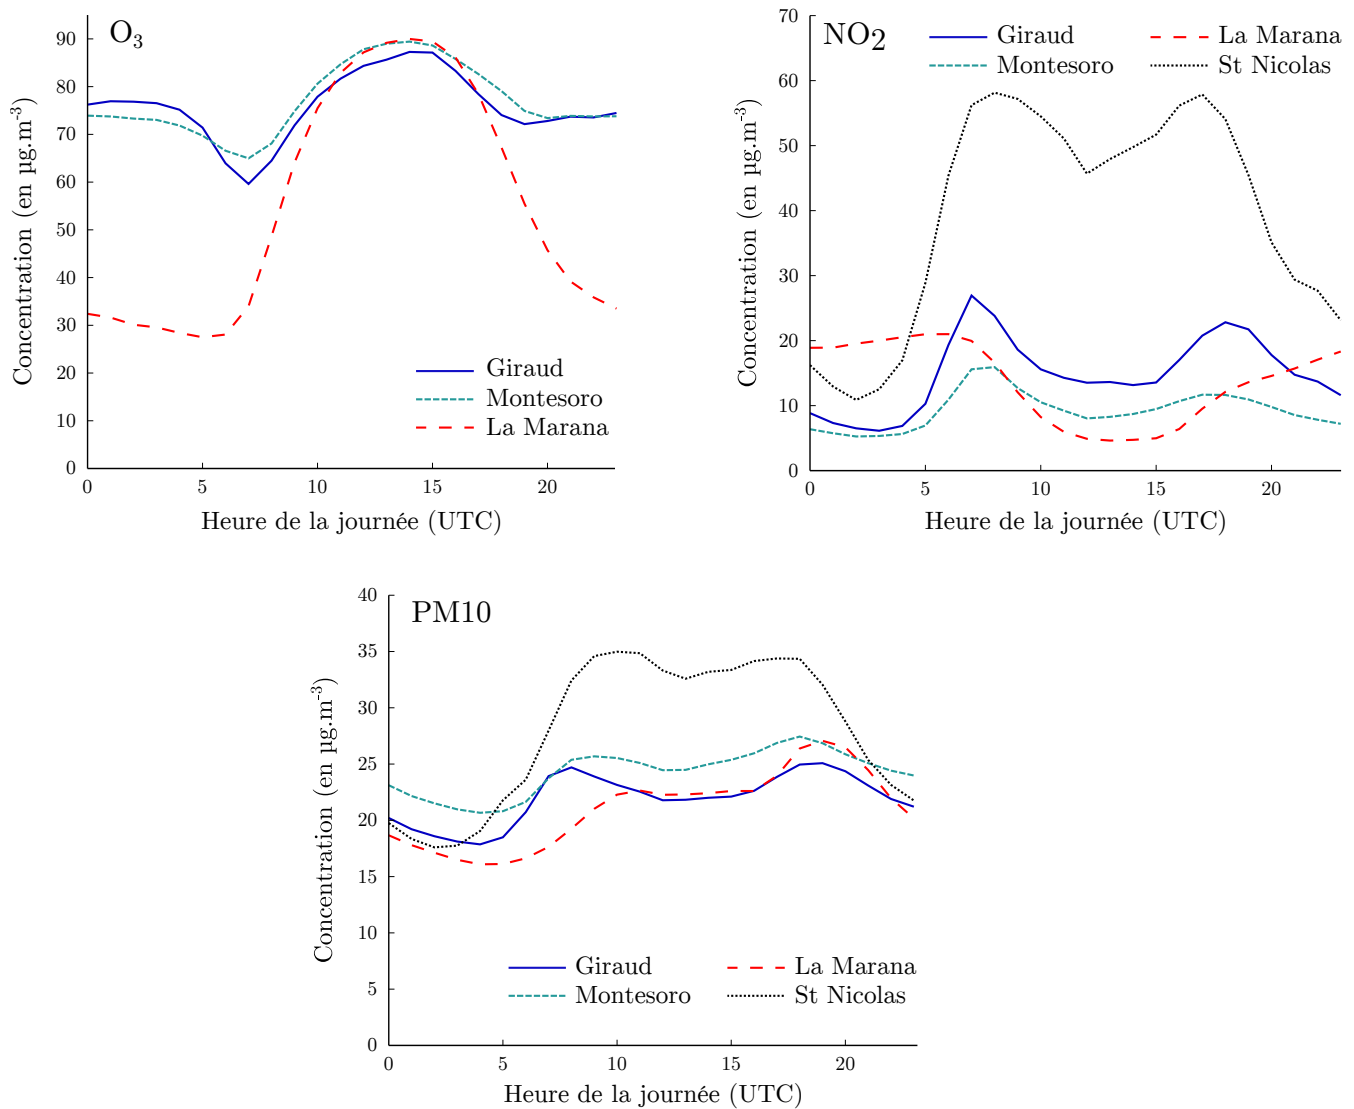 O3
Concentration (en µg.m-3)
90
80
70
60
50
40
30
20
10
0
0 5 10 15 20
Heure de la journée (UTC)
Giraud
Montesoro
La Marana
NO2
Concentration (en µg.m-3)
70
60
50
40
30
20
10
0
0 5 10 15 20
Heure de la journée (UTC)
Giraud La Marana
Montesoro St Nicolas
PM10
Concentration (en µg.m-3)
40
35
30
25
20
15
10
5
0
0 5 10 15 20
Heure de la journée (UTC)
Giraud La Marana
Montesoro St Nicolas